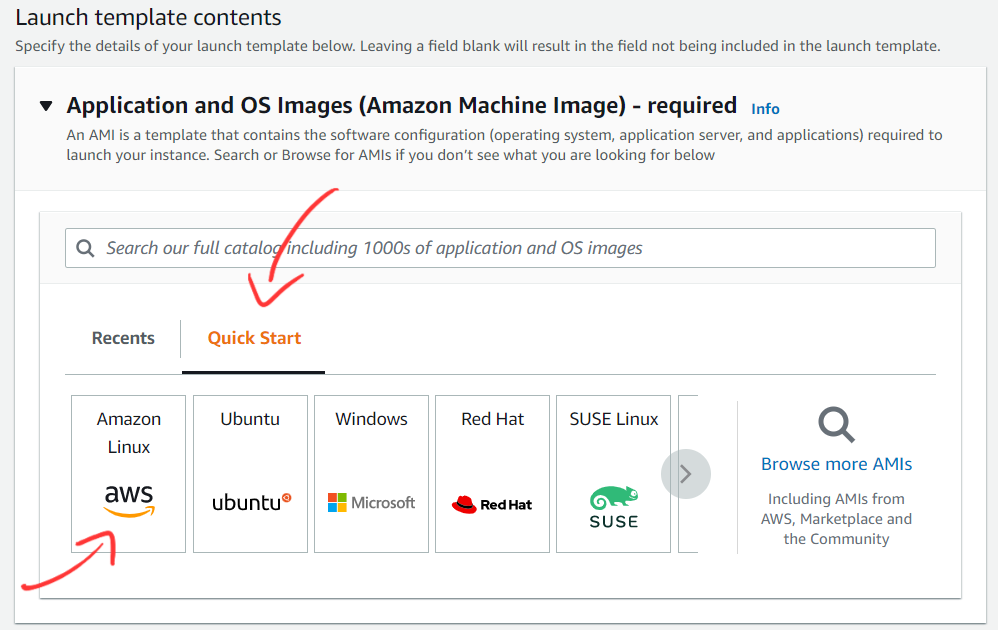 Launch template contents
Specify the details of your launch template below. Leaving a field blank will result in the field not being included in the launch template.
Application and OS Images (Amazon Machine Image) - required Info
An AMI is a template that contains the software configuration (operating system, application server, and applications) required to
launch your instance. Search or Browse for AMIs if you don’t see what you are looking for below
Search our full catalog including 1000s of application and OS images
Recents
Quick Start
Amazon
Linux
aws
Ubuntu
ubuntu
Windows
Microsoft
Red Hat
Red Hat
SUSE Linux
SUSE
Browse more AMIs
Including AMIs from
AWS, Marketplace and
the Community